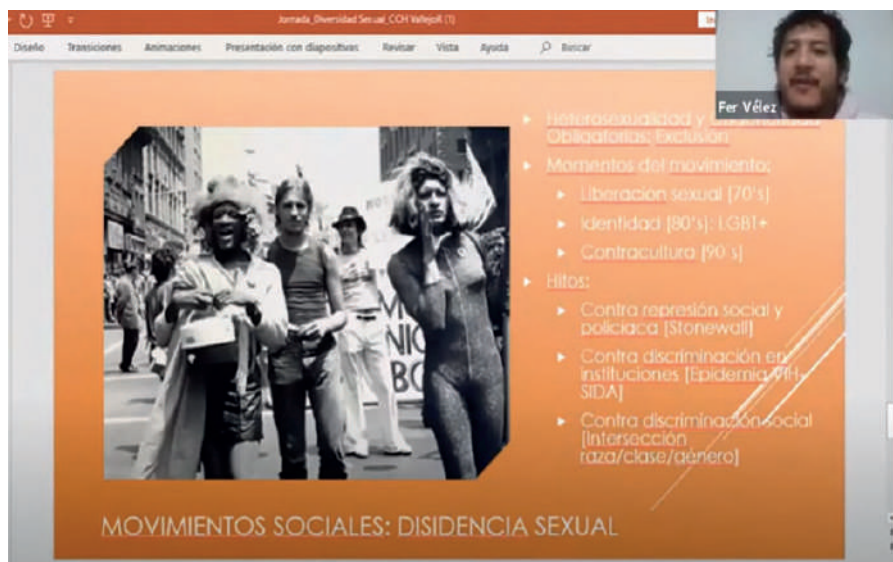 Jornada_Diversidad Sexual_CCH VallejoR (1)
Diseño Transiciones Animaciones Presentación con diapositivas Revisar Vista Ayuda Buscar
Fer Vélez
Heterosexualidad y
Obligatorias: Exclusión
Momentos del movimiento:
Liberacion sexual [70's]
Identidad [80's]: LGBT+
Contracultura [90's]
Hitos:
Contra represión social y
policiaca [Stonewall]
Contra discriminación en
instituciones [Epidemia VIH-
SIDA]
Contra discriminación social
[Intersección
raza/clase/género]
MOVIMIENTOS SOCIALES: DISIDENCIA SEXUAL